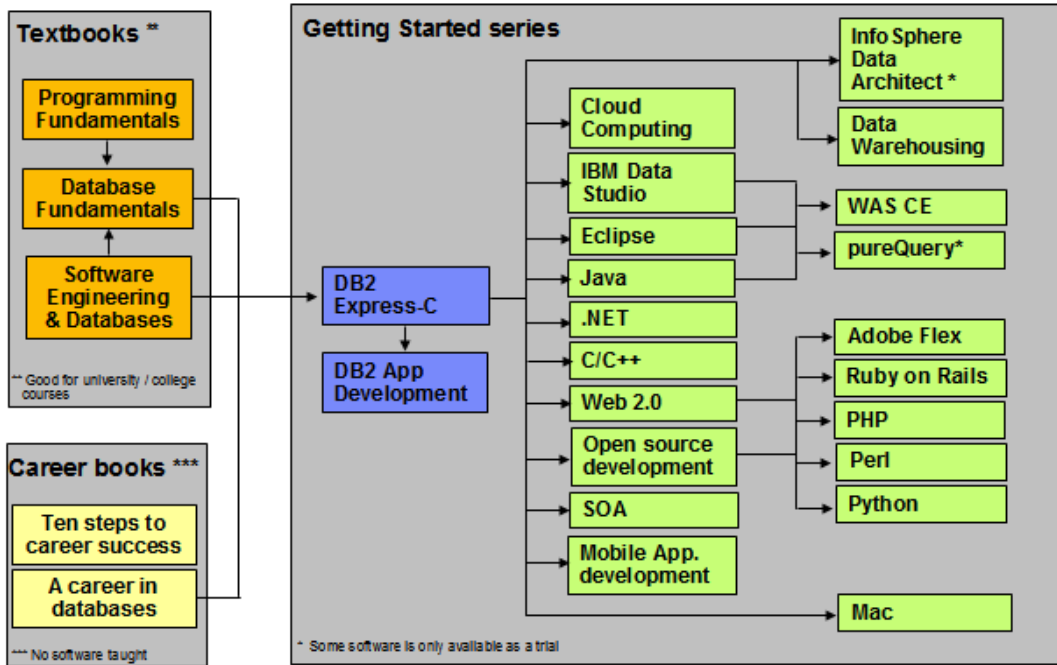 Textbooks **
Programming
Fundamentals
Database
Fundamentals
Software
Engineering
& Databases
** Good for university / college
courses
Career books ***
Ten steps to
career success
A career in
databases
*** No software taught
Getting Started series
DB2
Express-C
DB2 App
Development
Cloud
Computing
IBM Data
Studio
Eclipse
Java
.NET
C/C++
Web 2.0
Open source
development
SOA
Mobile App.
development
InfoSphere
Data
Architect *
Data
Warehousing
WAS CE
pureQuery*
Adobe Flex
Ruby on Rails
PHP
Perl
Python
Mac
* Some software is only available as a trial